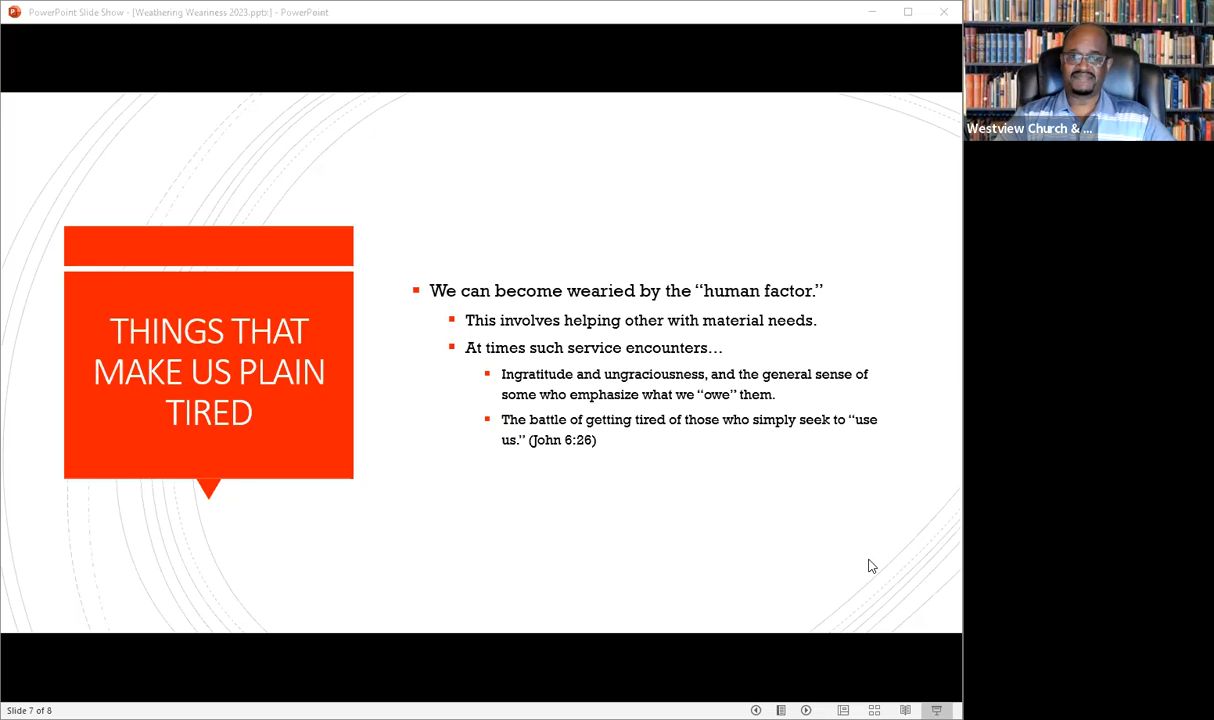 PowerPoint Slide Show - [Weathering Weariness 2023.pptx] - PowerPoint
Westview Church & ...
THINGS THAT
MAKE US PLAIN
TIRED
▪ We can become wearied by the “human factor.”
▪ This involves helping other with material needs.
▪ At times such service encounters…
▪ Ingratitude and ungraciousness, and the general sense of
some who emphasize what we “owe” them.
▪ The battle of getting tired of those who simply seek to “use
us.” (John 6:26)
Slide 7 of 8